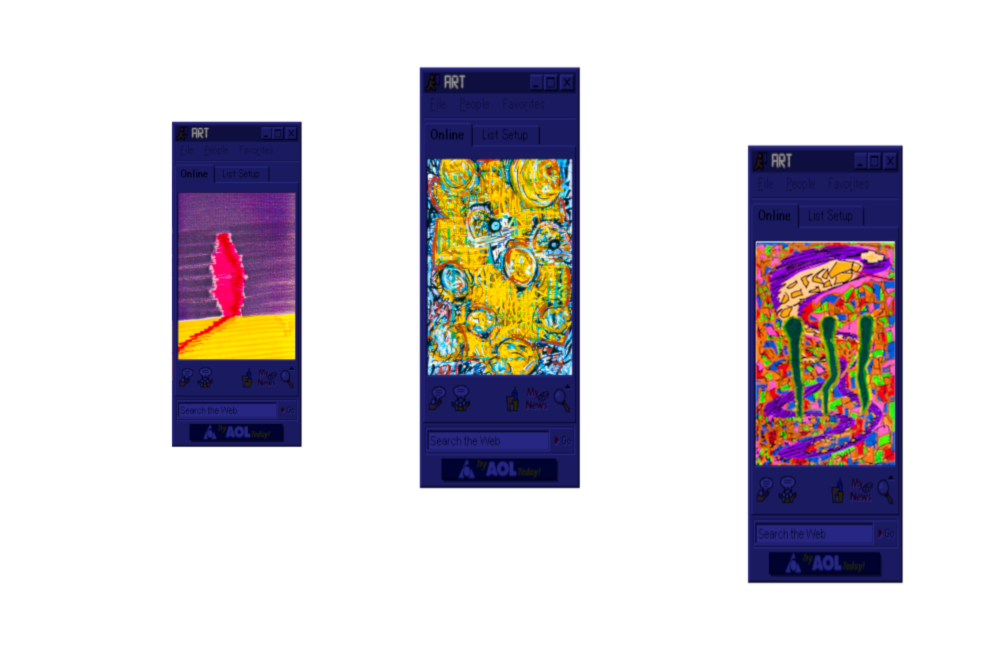 ART
File People Favorites
Online List Setup
My
News
Search the Web Go
Try AOL Today!
ART
File People Favorites
Online List Setup
My
News
Search the Web Go
Try AOL Today!
ART
File People Favorites
Online List Setup
My
News
Search the Web Go
Try AOL Today!